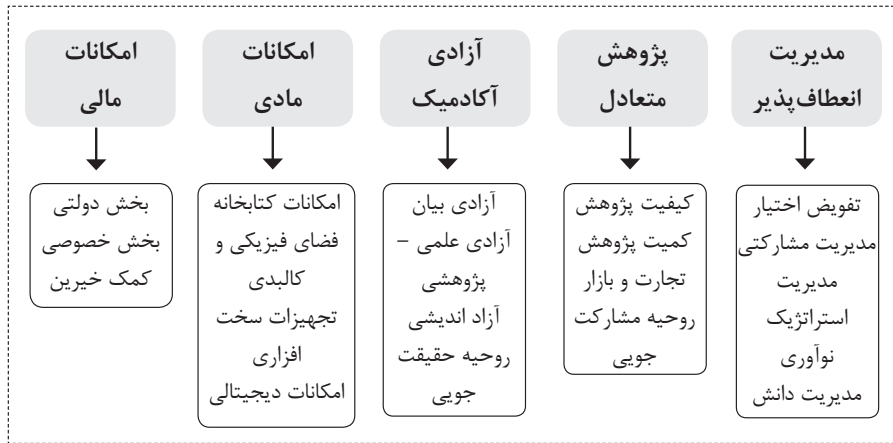 مدیریت
انعطاف‌پذیر
تفویض اختیار
مدیریت مشارکتی
مدیریت
استراتژیک
نوآوری
مدیریت دانش
پژوهش
متعادل
کیفیت پژوهش
کمیت پژوهش
تجارت و بازار
روحیه مشارکت
جویی
آزادی
آکادمیک
آزادی بیان
آزادی علمی –
پژوهشی
آزاد اندیشی
روحیه حقیقت
جویی
امکانات
مادی
امکانات کتابخانه
فضای فیزیکی و
کالبدی
تجهیزات سخت
افزاری
امکانات دیجیتالی
امکانات
مالی
بخش دولتی
بخش خصوصی
کمک خیرین